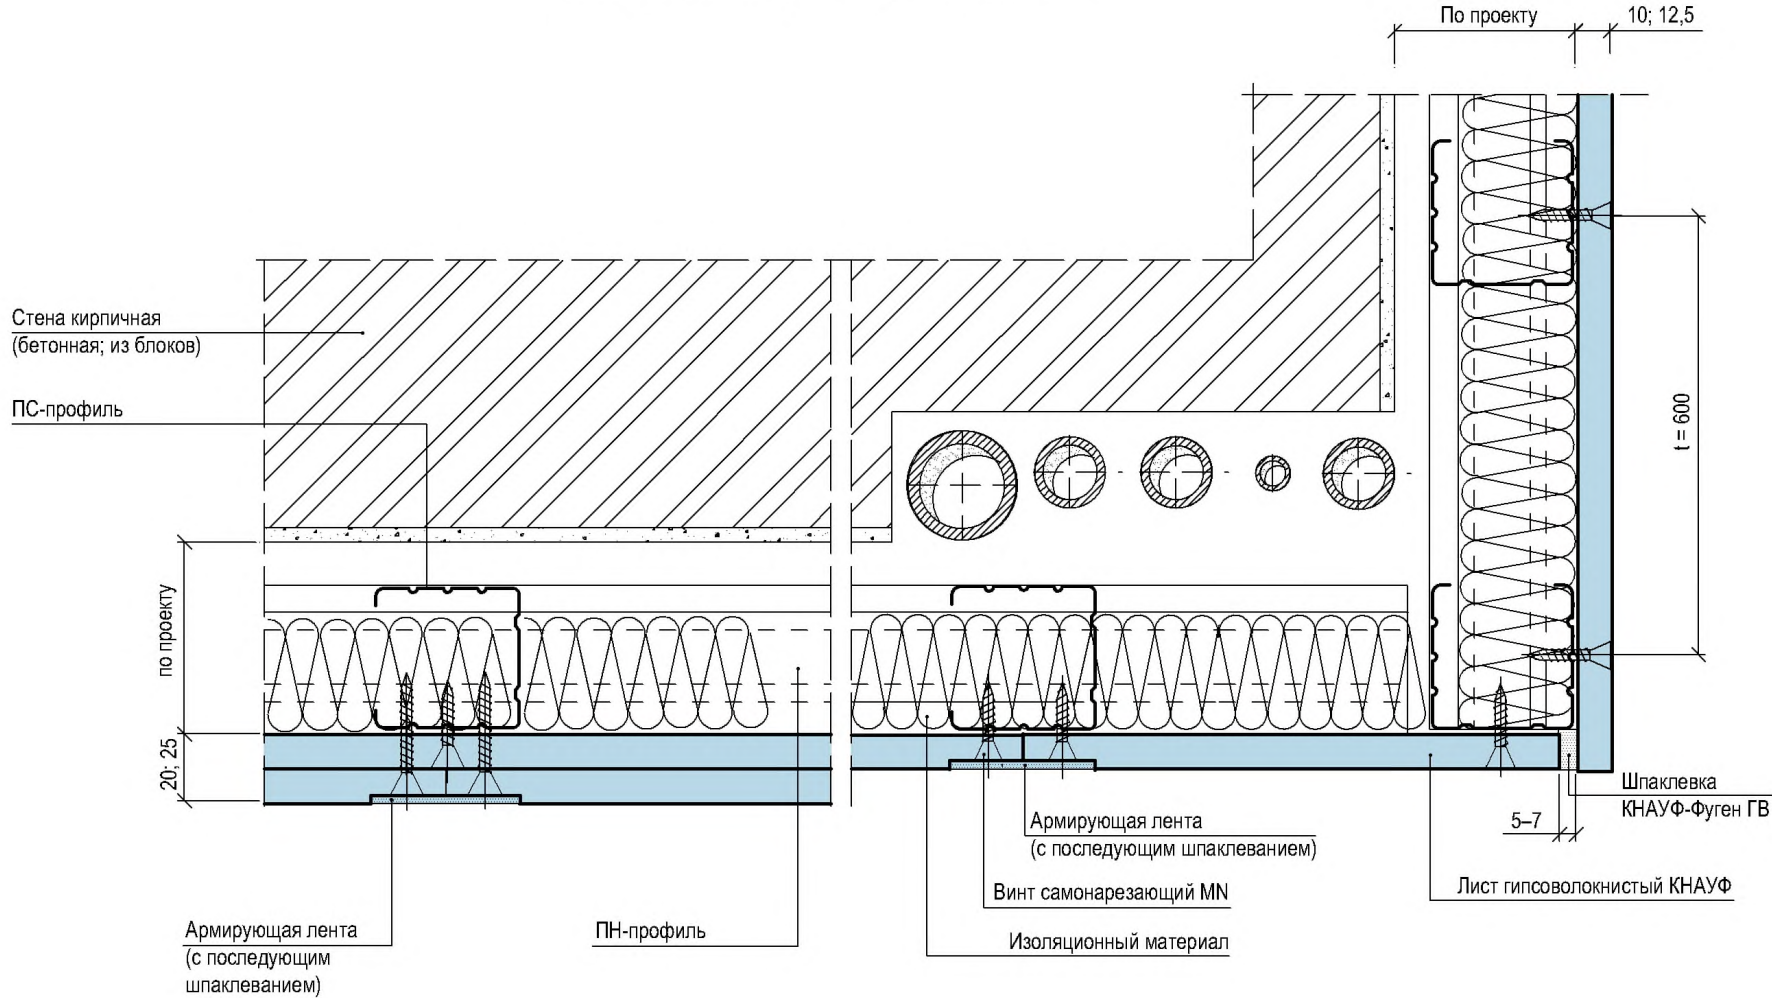 По проекту
10; 12,5
Стена кирпичная
(бетонная; из блоков)
ПС-профиль
t = 600
по проекту
20; 25
Шпаклевка
КНАУФ-Фуген ГВ
5–7
Армирующая лента
(с последующим шпаклеванием)
Лист гипсоволокнистый КНАУФ
Винт самонарезающий MN
Армирующая лента
(с последующим
шпаклеванием)
ПН-профиль
Изоляционный материал